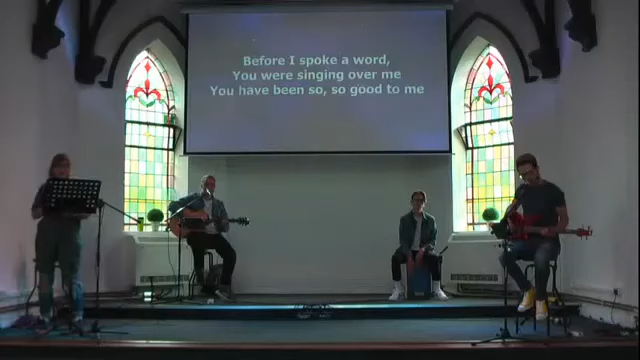 Before I spoke a word,
You were singing over me
You have been so, so good to me